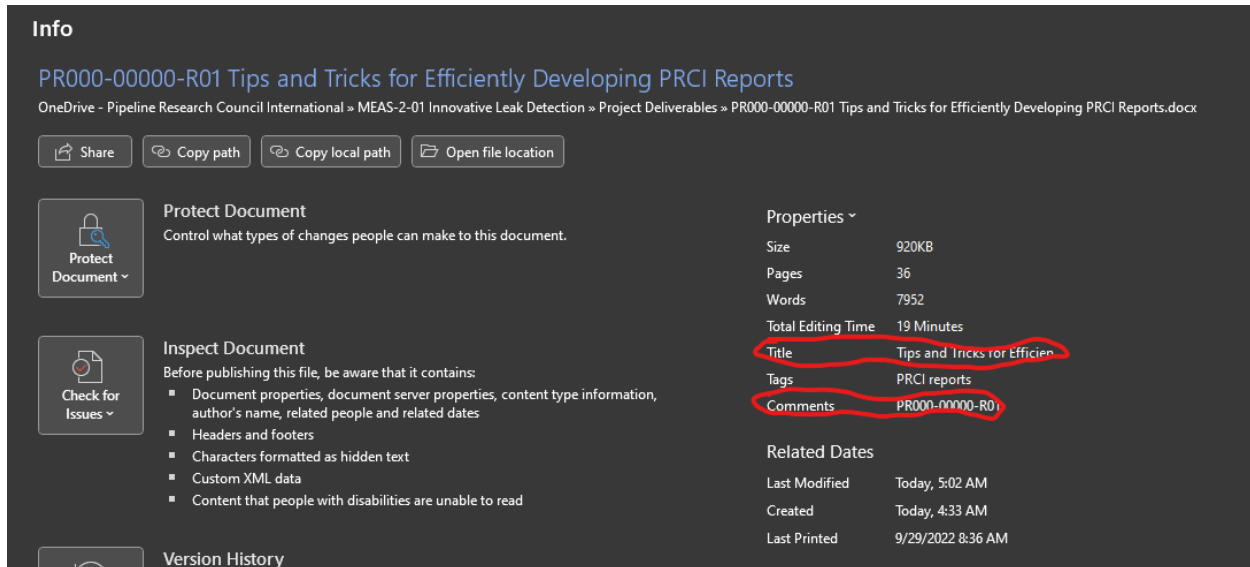 Info
PR000-00000-R01 Tips and Tricks for Efficiently Developing PRCI Reports
OneDrive - Pipeline Research Council International » MEAS-2-01 Innovative Leak Detection » Project Deliverables » PR000-00000-R01 Tips and Tricks for Efficiently Developing PRCI Reports.docx
Share
Copy path
Copy local path
Open file location
Protect Document
Protect Document
Control what types of changes people can make to this document.
Check for Issues
Inspect Document
Before publishing this file, be aware that it contains:
Document properties, document server properties, content type information,
author's name, related people and related dates
Headers and footers
Characters formatted as hidden text
Custom XML data
Content that people with disabilities are unable to read
Version History
Properties
Size 920KB
Pages 36
Words 7952
Total Editing Time 19 Minutes
Title Tips and Tricks for Efficien
Tags PRCI reports
Comments PR000-00000-R01
Related Dates
Last Modified Today, 5:02 AM
Created Today, 4:33 AM
Last Printed 9/29/2022 8:36 AM